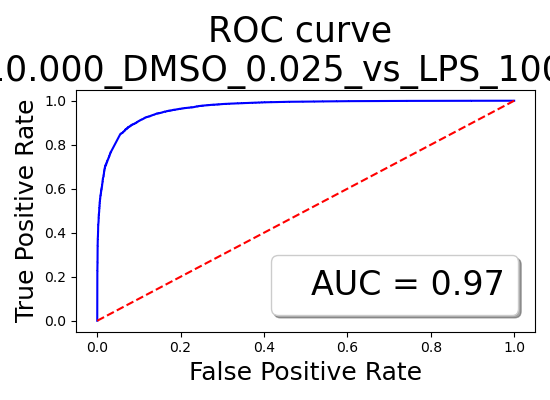 ROC curve
0.000_DMSO_0.025_vs_LPS_100
True Positive Rate
1.0
0.8
0.6
0.4
0.2
0.0
AUC = 0.97
0.0 0.2 0.4 0.6 0.8 1.0
False Positive Rate